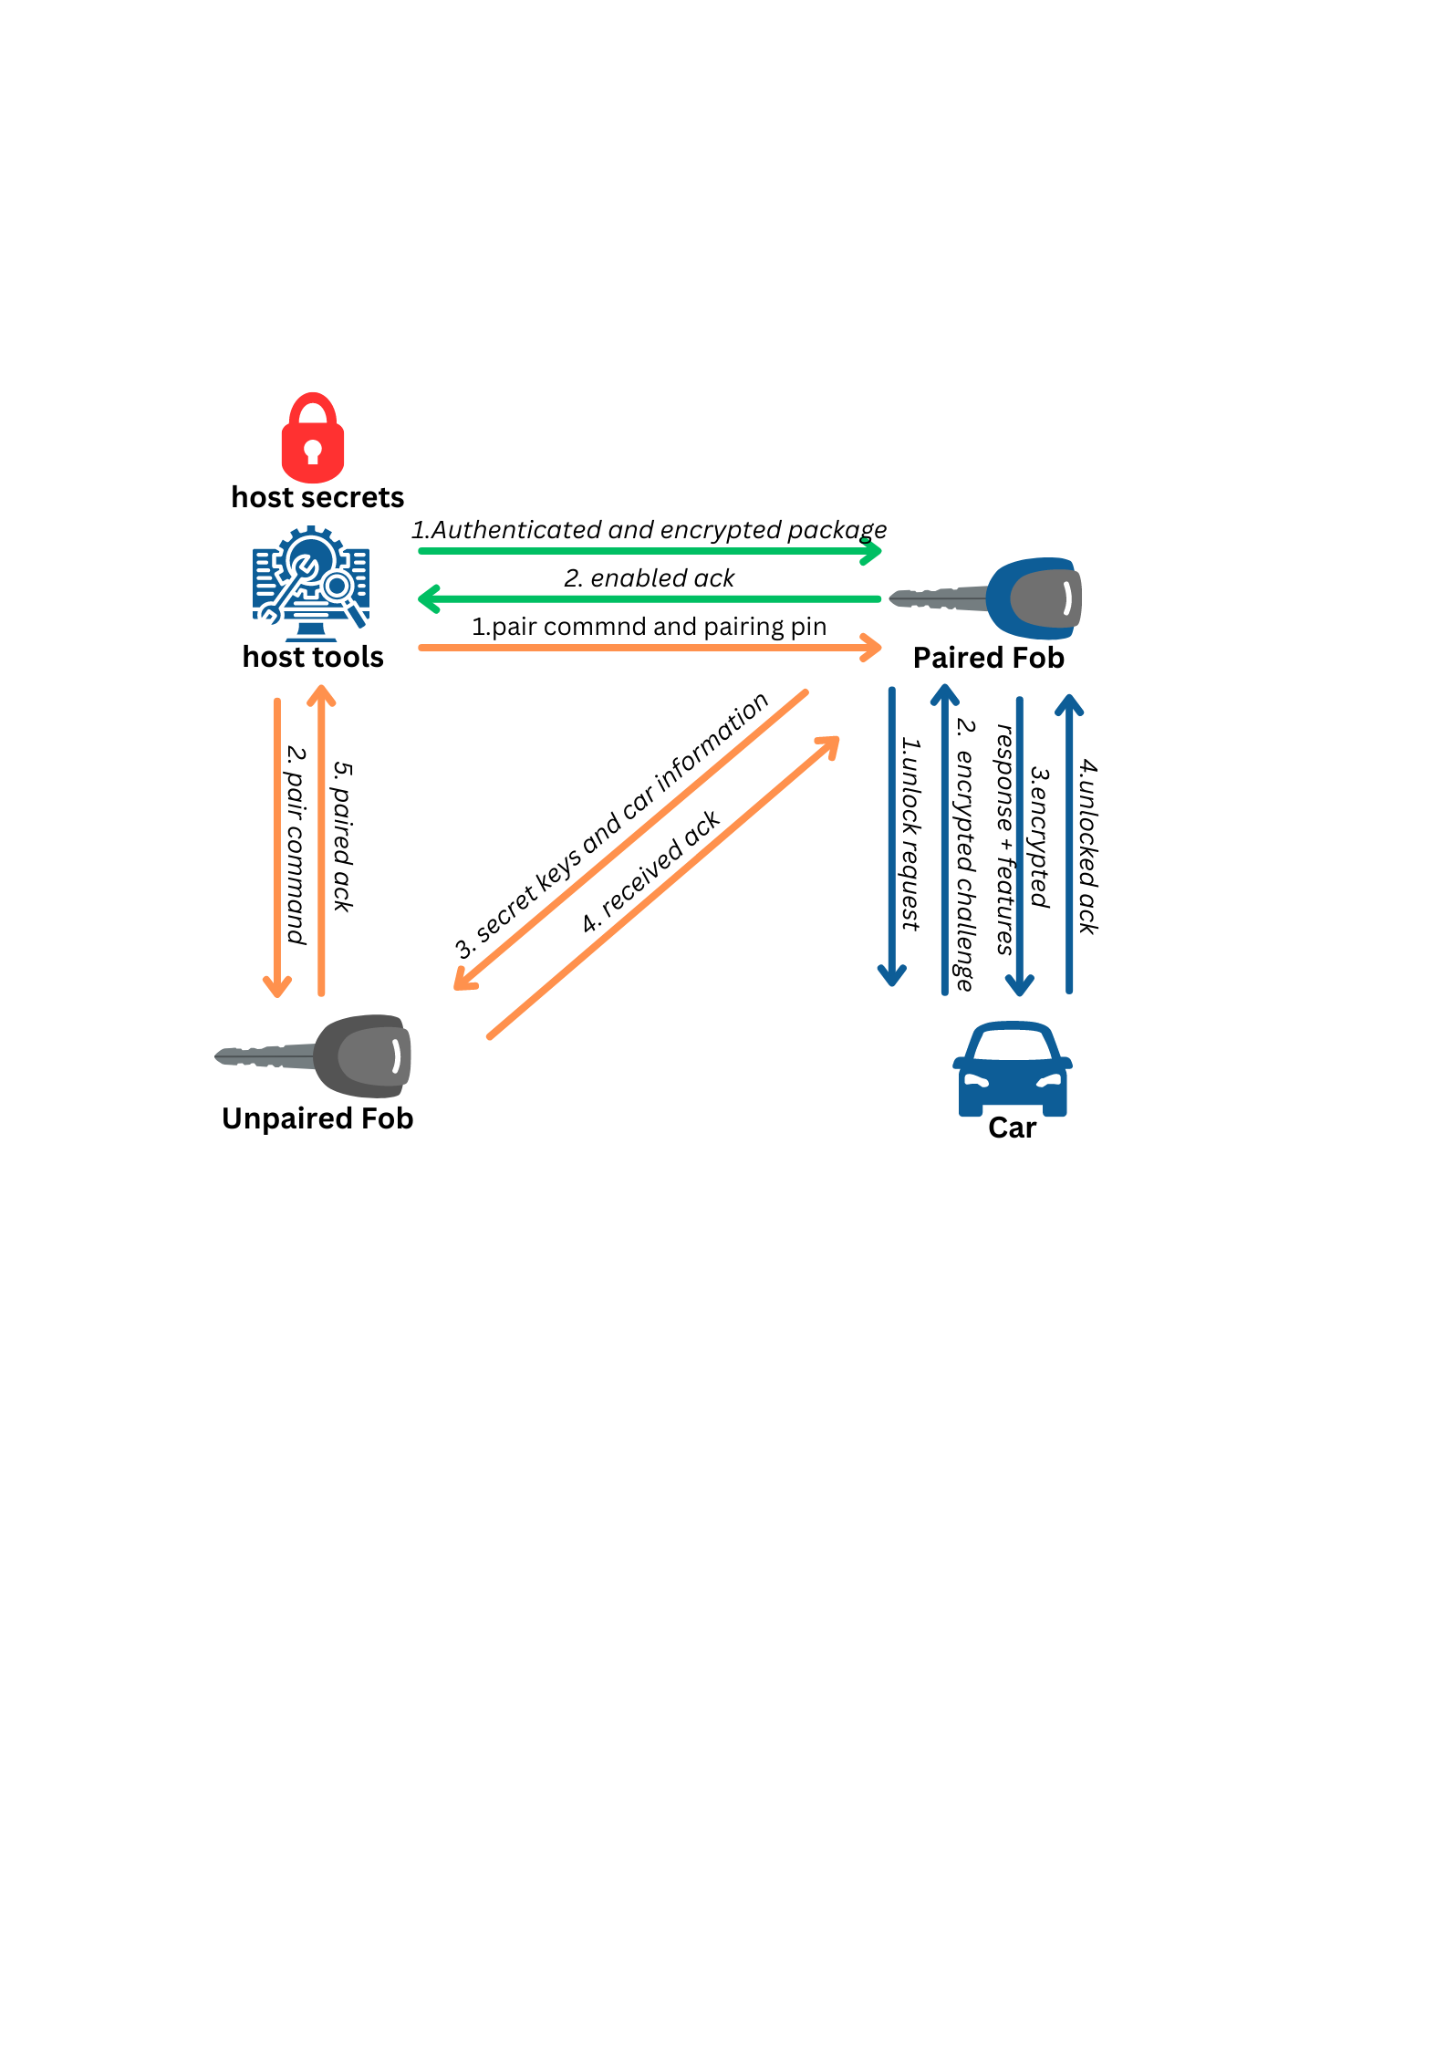 host secrets
1.Authenticated and encrypted package
2. enabled ack
1.pair commnd and pairing pin
host tools
Paired Fob
2. pair command
5. paired ack
3. secret keys and car information
4. received ack
1.unlock request
2. encrypted challenge
3.encrypted
response + features
4.unlocked ack
Unpaired Fob
Car